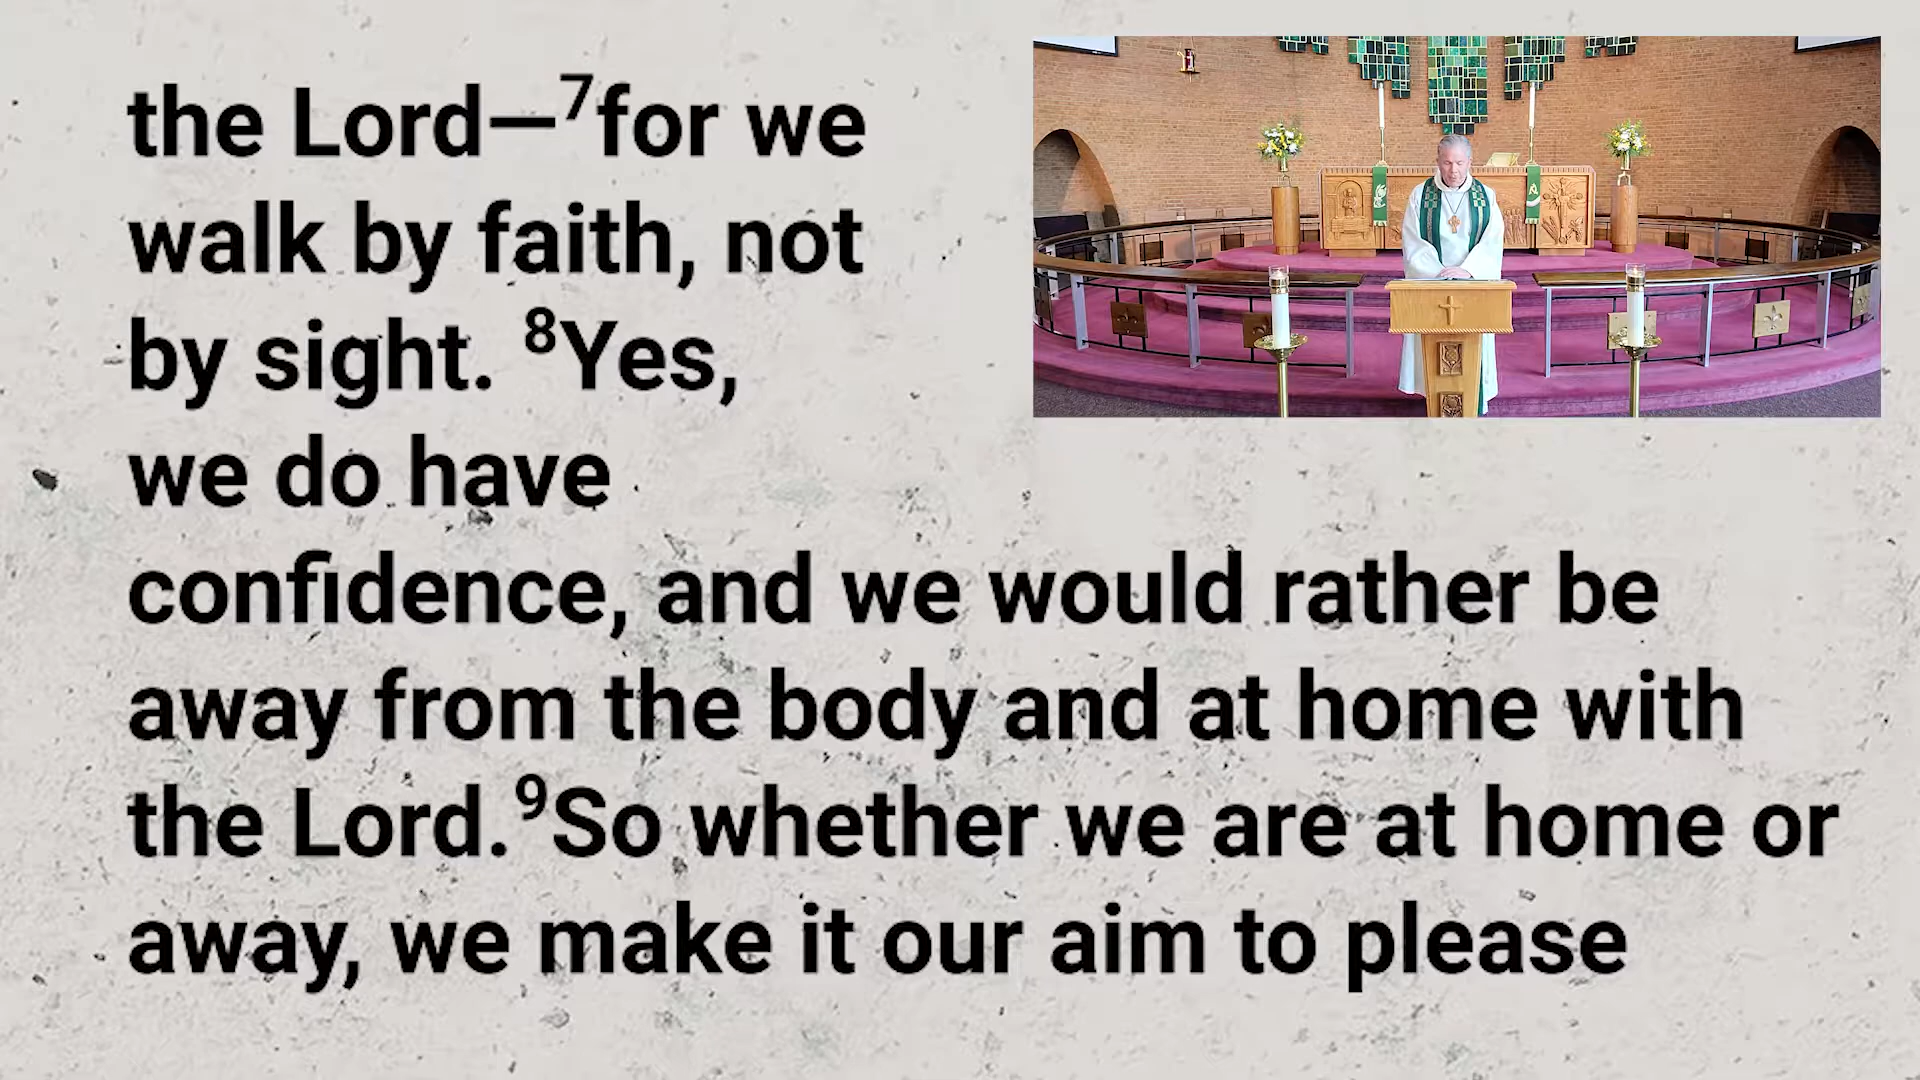 the Lord—⁷for we
walk by faith, not
by sight. ⁸Yes,
we do have
confidence, and we would rather be
away from the body and at home with
the Lord.⁹So whether we are at home or
away, we make it our aim to please